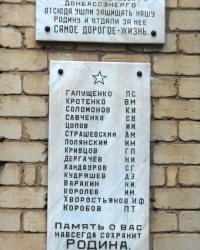 ДОНБАССЭНЕРГО
ОТСЮДА УШЛИ ЗАЩИЩАТЬ НАШУ
РОДИНУ И ОТДАЛИ ЗА НЕЕ
САМОЕ ДОРОГОЕ-ЖИЗНЬ.
ГАПУЩЕНКО П.С.
КРОТЕНКО В.М
СОЛОМОНОВ К.И.
САВЧЕНКО С.В
ЦОПОВ И.И.
СТРАШЕВСКИЙ А.М
ПОЛЯНСКИЙ И.М
КРИВЦОВ Г.П
ДЕРГАЧЕВ Н.И.
КАНДАУРОВ С.Г.
КУДРЯШЕВ Д.З
ВАРАКИН К.И.
КОРОЛЕВ И.М.
ХВОРОСТЬЯНОВ И.Ф
КОРОБОВ П.Т
ПАМЯТЬ О ВАС
НАВСЕГДА СОХРАНИТ
РОДИНА.